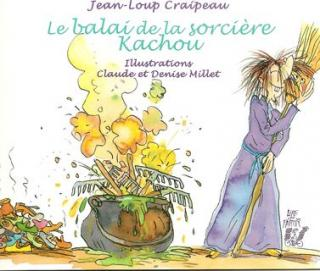 Jean-Loup Craipeau
Le balai de la sorcière
Kachou
Illustrations
Claude et Denise Millet